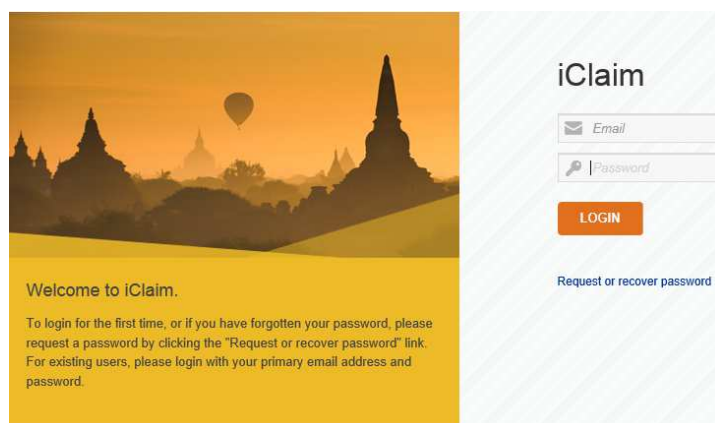 iClaim
Email
Password
LOGIN
Request or recover password
Welcome to iClaim.
To login for the first time, or if you have forgotten your password, please
request a password by clicking the "Request or recover password" link.
For existing users, please login with your primary email address and
password.